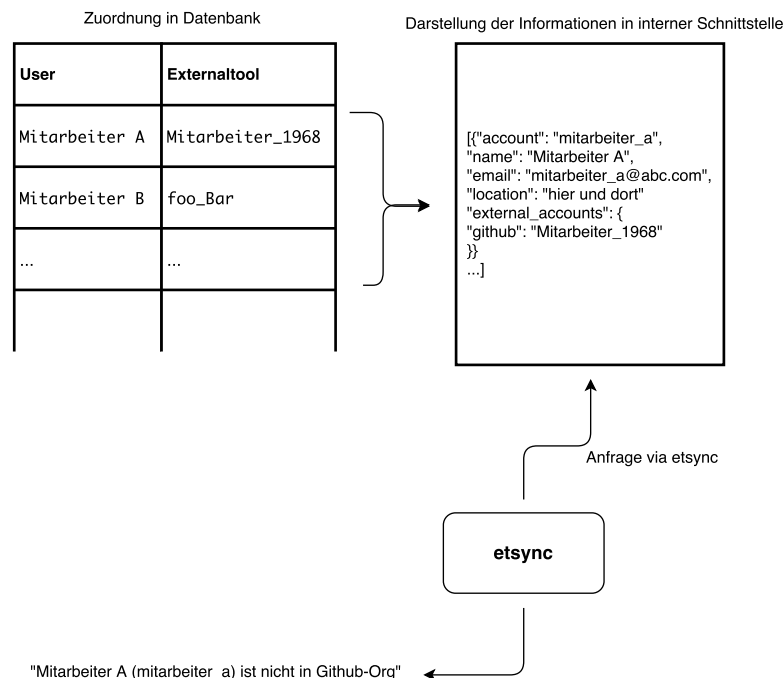 Zuordnung in Datenbank
Darstellung der Informationen in interner Schnittstelle
User Externaltool
Mitarbeiter A Mitarbeiter_1968
Mitarbeiter B foo_Bar
... ...
[{"account": "mitarbeiter_a",
"name": "Mitarbeiter A",
"email": "mitarbeiter_a@abc.com",
"location": "hier und dort"
"external_accounts": {
"github": "Mitarbeiter_1968"
}}
...]
Anfrage via etsync
etsync
"Mitarbeiter A (mitarbeiter_a) ist nicht in Github-Org"